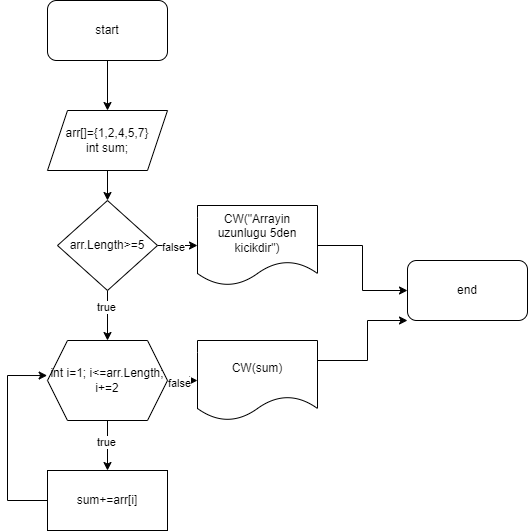 start
arr[]={1,2,4,5,7}
int sum;
arr.Length>=5
false
CW("Arrayin
uzunlugu 5den
kicikdir")
end
true
int i=1; i<=arr.Length;
i+=2
false
CW(sum)
true
sum+=arr[i]